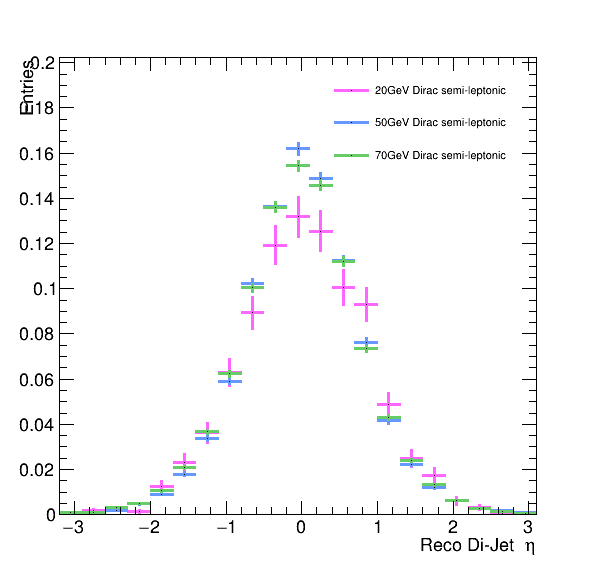 Entries
0.2
0.18
0.16
0.14
0.12
0.1
0.08
0.06
0.04
0.02
0
20GeV Dirac semi-leptonic
50GeV Dirac semi-leptonic
70GeV Dirac semi-leptonic
−3 −2 −1 0 1 2 3
Reco Di-Jet η